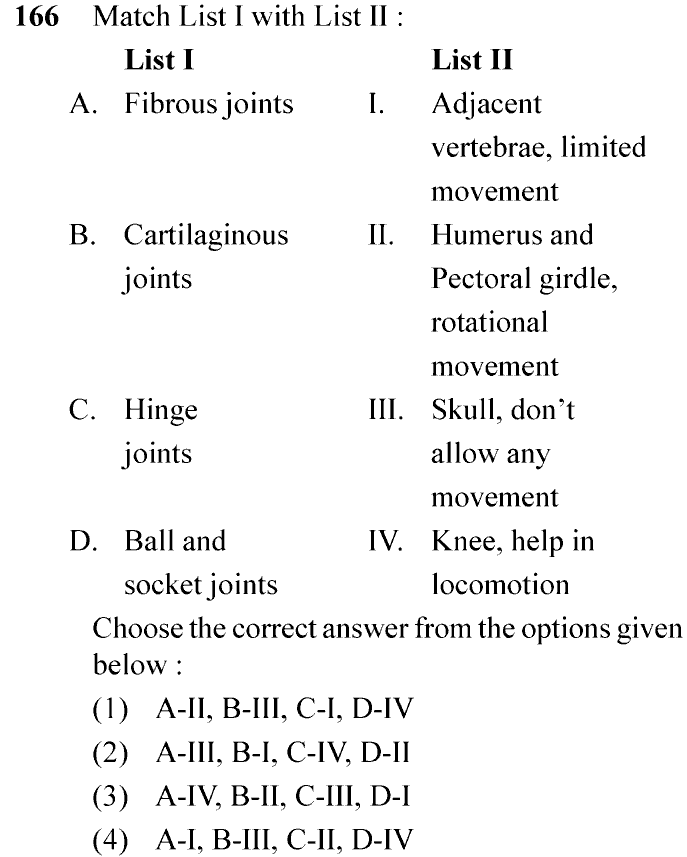 166 Match List I with List II :
List I List II
A. Fibrous joints I. Adjacent
vertebrae, limited
movement
B. Cartilaginous II. Humerus and
joints Pectoral girdle,
rotational
movement
C. Hinge III. Skull, don't
joints allow any
movement
D. Ball and IV. Knee, help in
socket joints locomotion
Choose the correct answer from the options given
below :
(1) A-II, B-III, C-I, D-IV
(2) A-III, B-I, C-IV, D-II
(3) A-IV, B-II, C-III, D-I
(4) A-I, B-III, C-II, D-IV